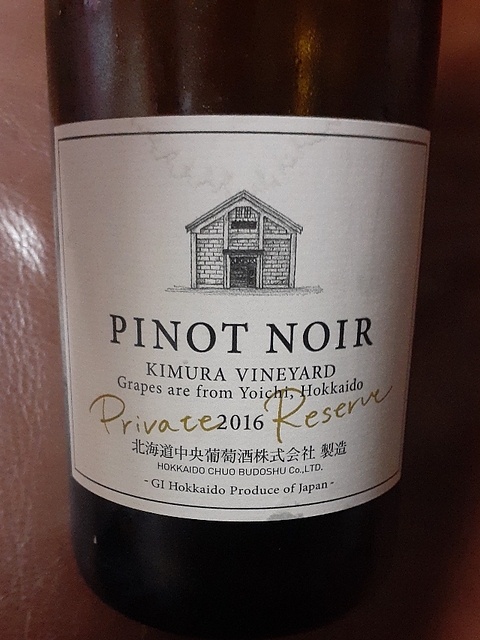 PINOT NOIR
KIMURA VINEYARD
Grapes are from Yoichi, Hokkaido
Private 2016 Reserve
北海道中央葡萄酒株式会社 製造
HOKKAIDO CHUO BUDOSHU Co.,LTD.
- GI Hokkaido Produce of Japan -